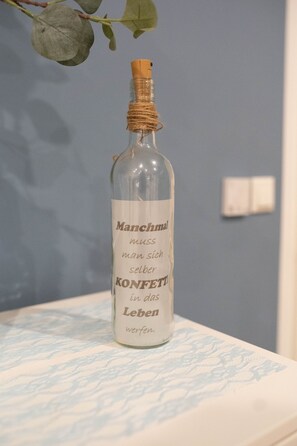 Manchmal
muss
man sich
selber
KONFETTI
in das
Leben
werfen.